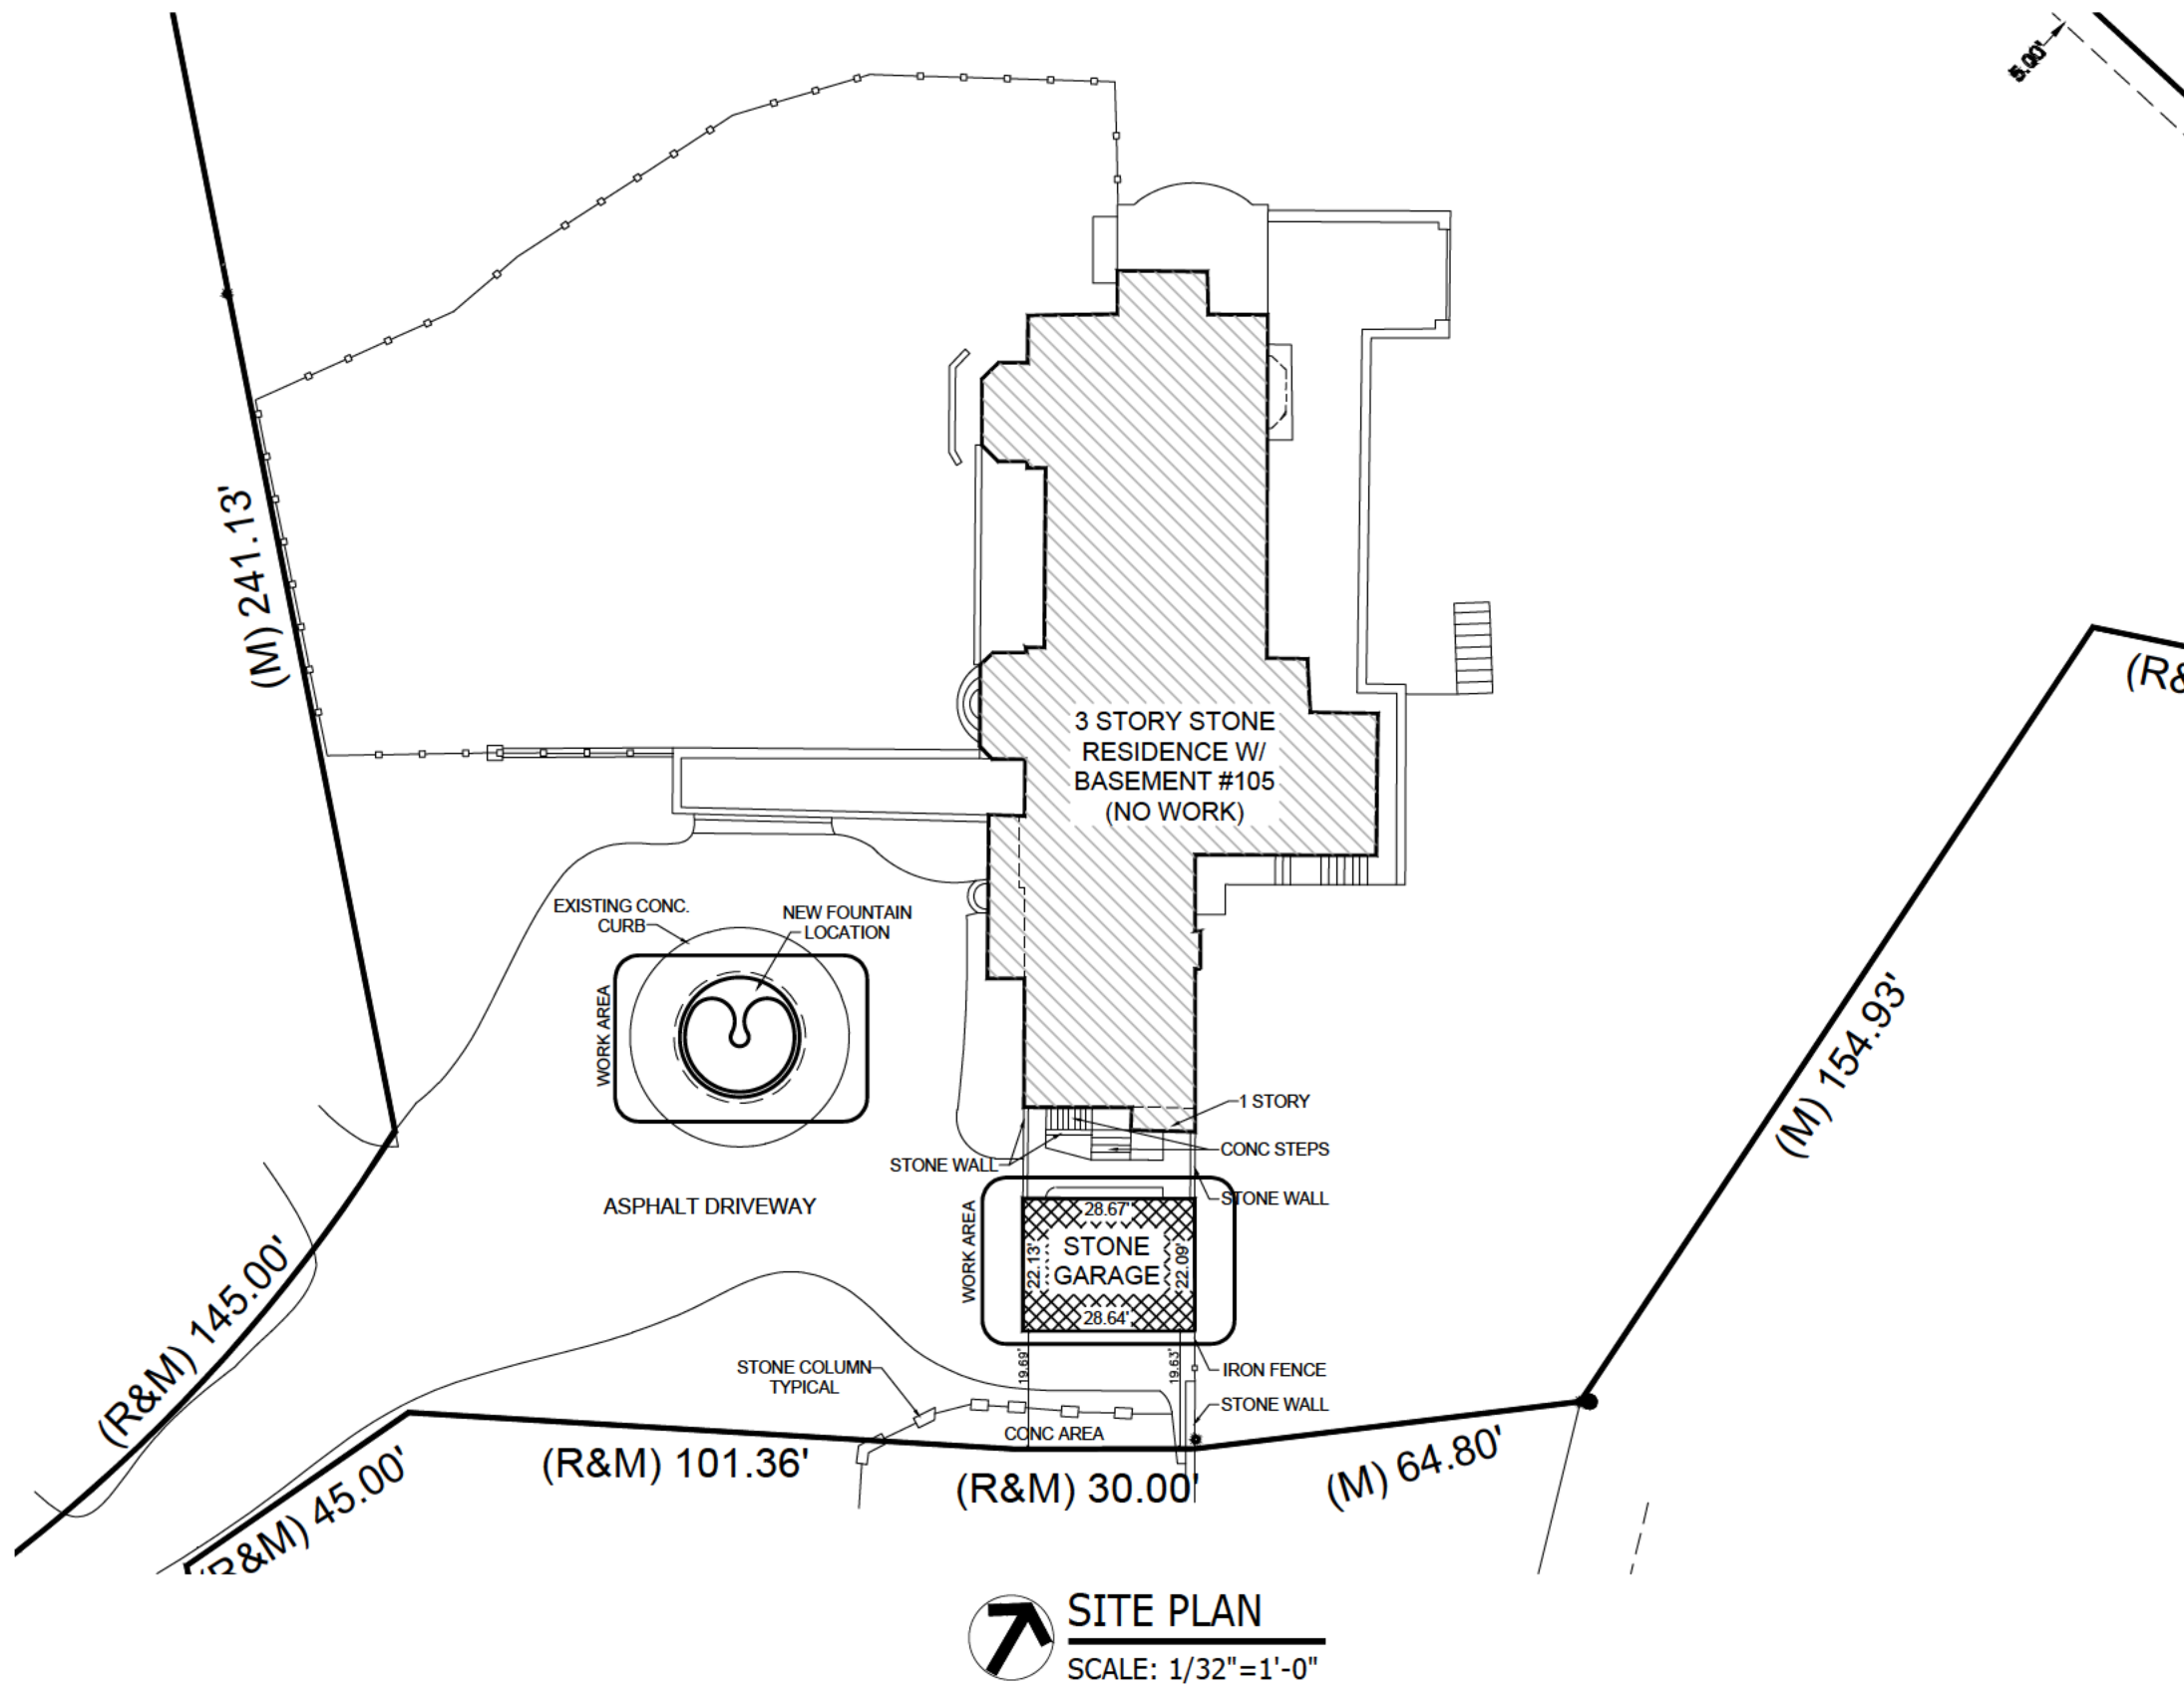 5.00'
(M) 241.13'
(R&
3 STORY STONE
RESIDENCE W/
BASEMENT #105
(NO WORK)
EXISTING CONC.
CURB
NEW FOUNTAIN
LOCATION
WORK AREA
(M) 154.93'
1 STORY
CONC STEPS
STONE WALL
STONE WALL
ASPHALT DRIVEWAY
WORK AREA
28.67'
22.13'
STONE
GARAGE
22.09'
28.64'
(R&M) 145.00'
STONE COLUMN
TYPICAL
19.69'
19.63'
IRON FENCE
STONE WALL
CONC AREA
(R&M) 45.00'
(R&M) 101.36'
(R&M) 30.00'
(M) 64.80'
SITE PLAN
SCALE: 1/32"=1'-0"